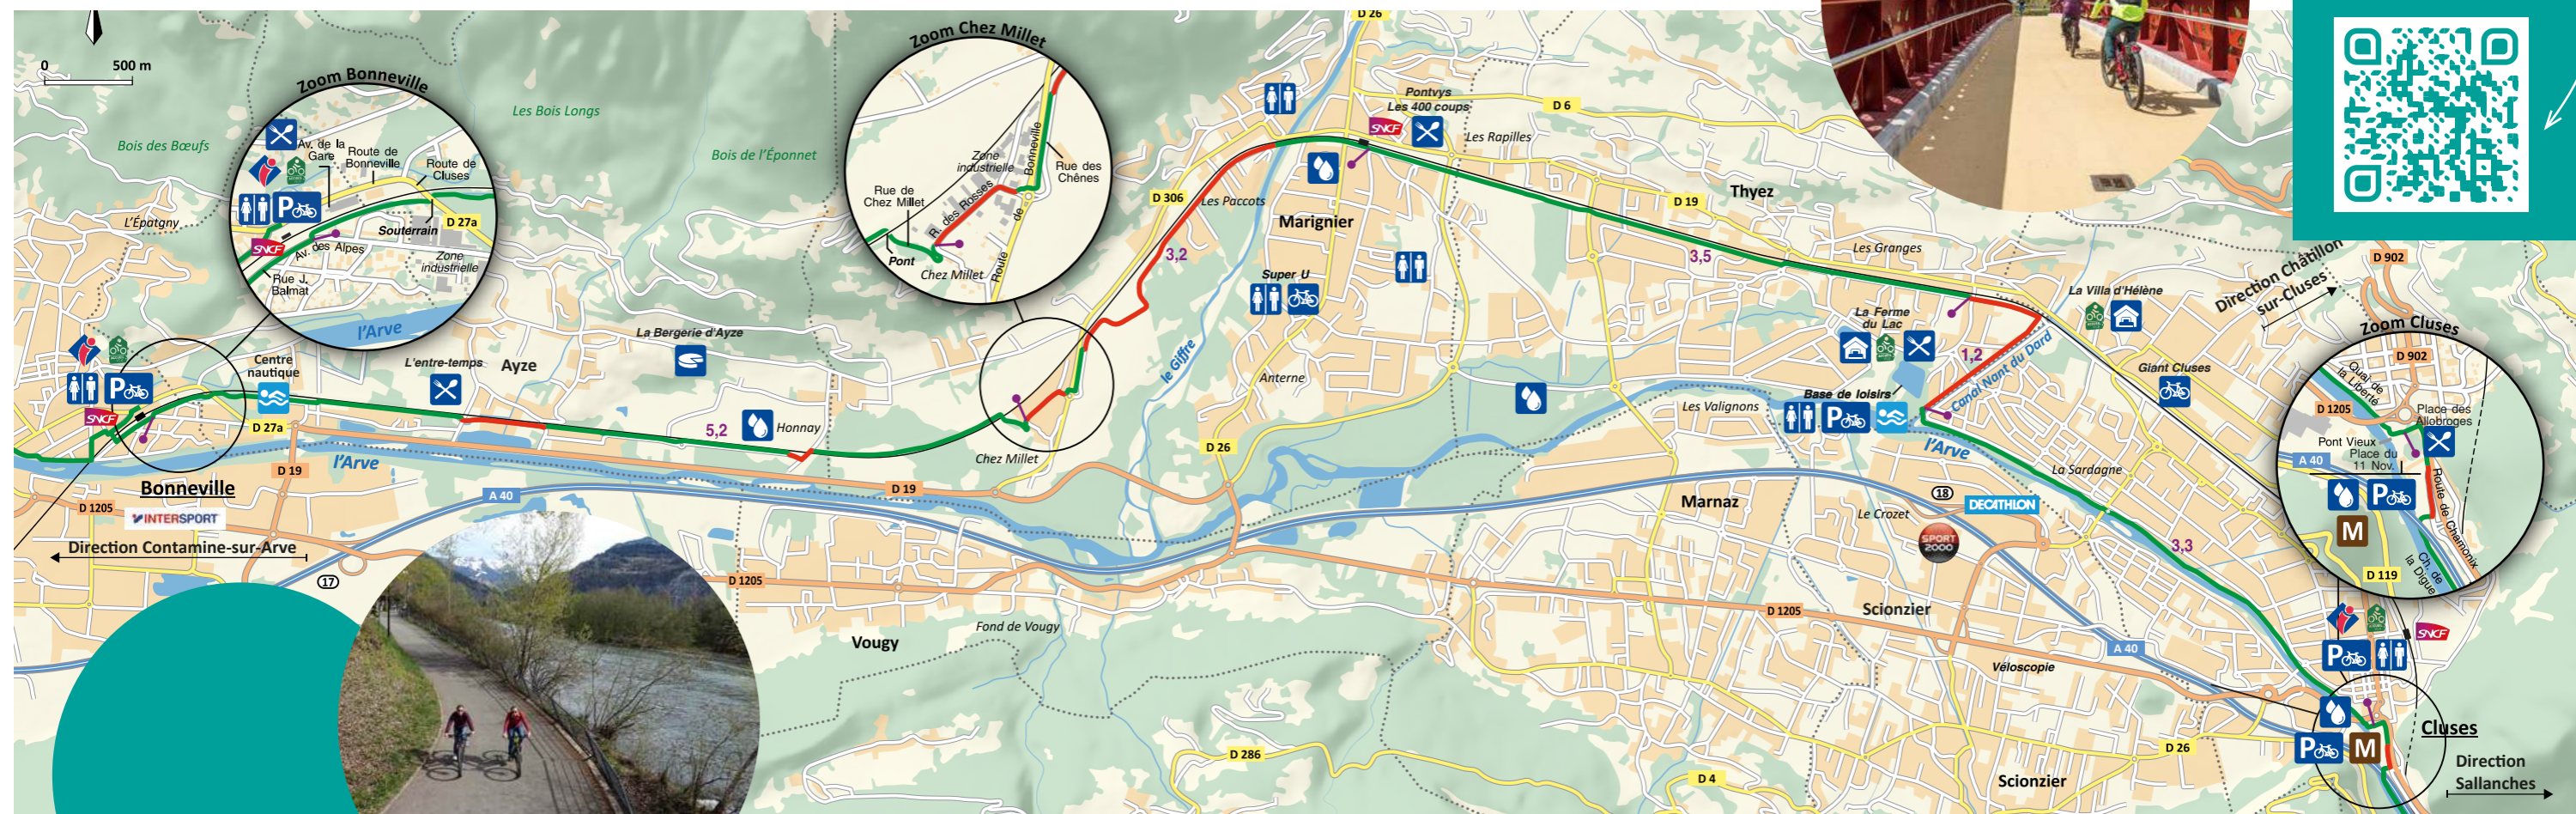 0 500 m
Zoom Bonneville
Av. de la
Gare
Route de
Bonneville
Route de
Cluses
P
SNCF
Av. des Alpes
Rue J.
Balmat
Souterrain
D 27a
Zone
industrielle
l'Arve
Bois des Bœufs
Les Bois Longs
Bois de l'Éponnet
L'Épatgny
Zoom Chez Millet
Zone
industrielle
Rue des
Chênes
Route de Bonneville
Rue de
Chez Millet
R. des Rosses
Pont
Chez Millet
D 26
Pontvys
Les 400 coups
SNCF
Les Rapilles
D 6
D 306
Les Paccots
Marignier
Thyez
D 19
3,2
3,5
Super U
Les Granges
le Giffre
Anterne
La Ferme
du Lac
La Villa d'Hélène
Direction Châtillon
sur-Cluses
D 902
1,2
Canal Nant du Dard
Base de loisirs
P
Les Valignons
Giant Cluses
Zoom Cluses
D 902
Quai de
la Liberté
D 1205
Place des
Allobroges
Pont Vieux
Place du
11 Nov.
A 40
P
M
Route de Chamonix
Ch. de
la Digue
D 119
P
SNCF
Centre
nautique
L'entre-temps
Ayze
La Bergerie d'Ayze
D 27a
5,2
Honnay
Chez Millet
D 26
l'Arve
l'Arve
La Sardagne
D 19
D 19
Bonneville
D 1205
INTERSPORT
A 40
Direction Contamine-sur-Arve
17
Marnaz
Le Crozet
18
DECATHLON
SPORT
2000
3,3
D 1205
Vougy
Fond de Vougy
D 1205
Scionzier
Véloscopie
A 40
SNCF
P
P
M
Cluses
D 26
D 286
D 4
Scionzier
Direction
Sallanches